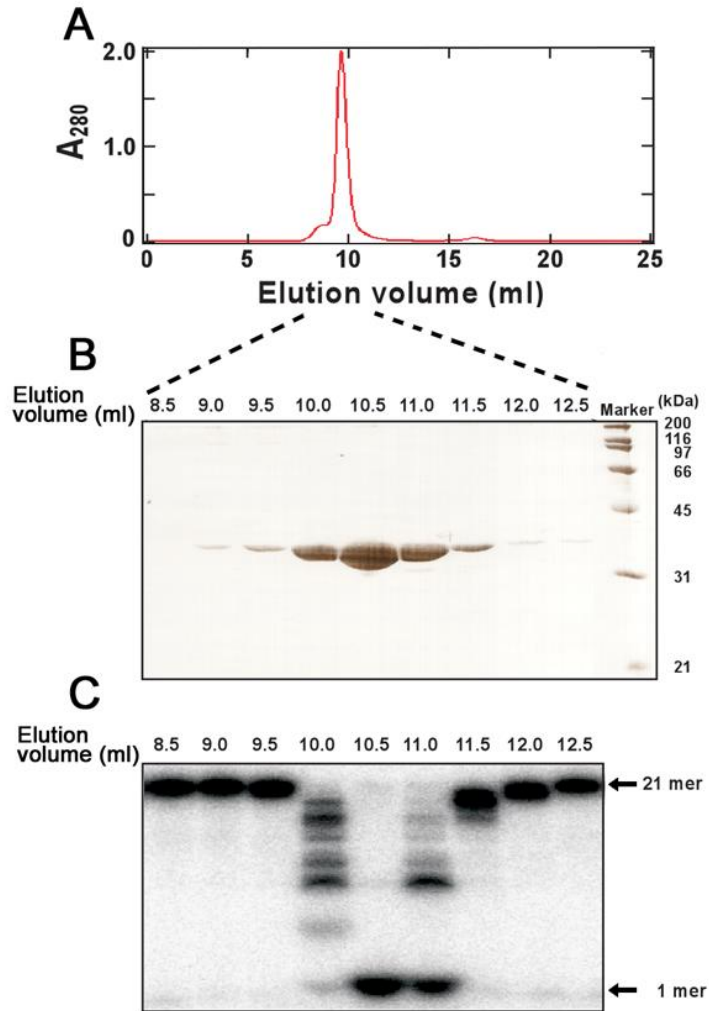 A
2.0
1.0
0
A280
0 5 10 15 20 25
Elution volume (ml)
B
Elution
volume (ml) 8.5 9.0 9.5 10.0 10.5 11.0 11.5 12.0 12.5 Marker (kDa)
200
116
97
66
45
31
21
C
Elution
volume (ml) 8.5 9.0 9.5 10.0 10.5 11.0 11.5 12.0 12.5
21 mer
1 mer